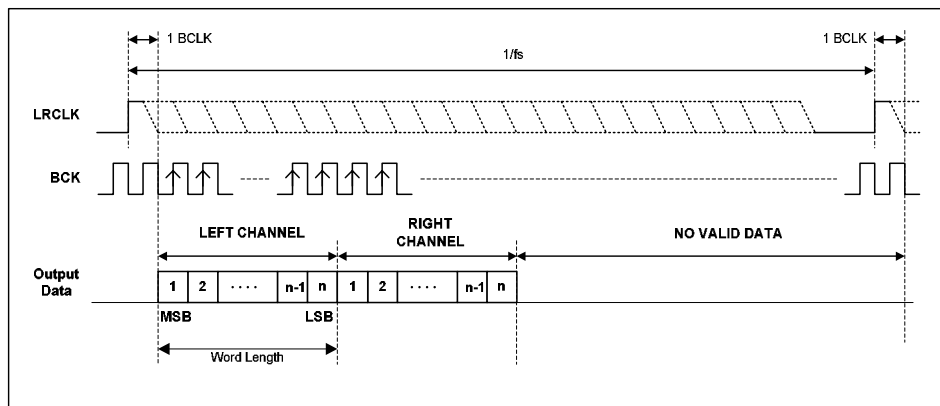 1 BCLK
1 BCLK
1/fs
LRCLK
BCK
LEFT CHANNEL
RIGHT
CHANNEL
NO VALID DATA
Output
Data
1 2 .... n-1 n 1 2 .... n-1 n
MSB
LSB
Word Length